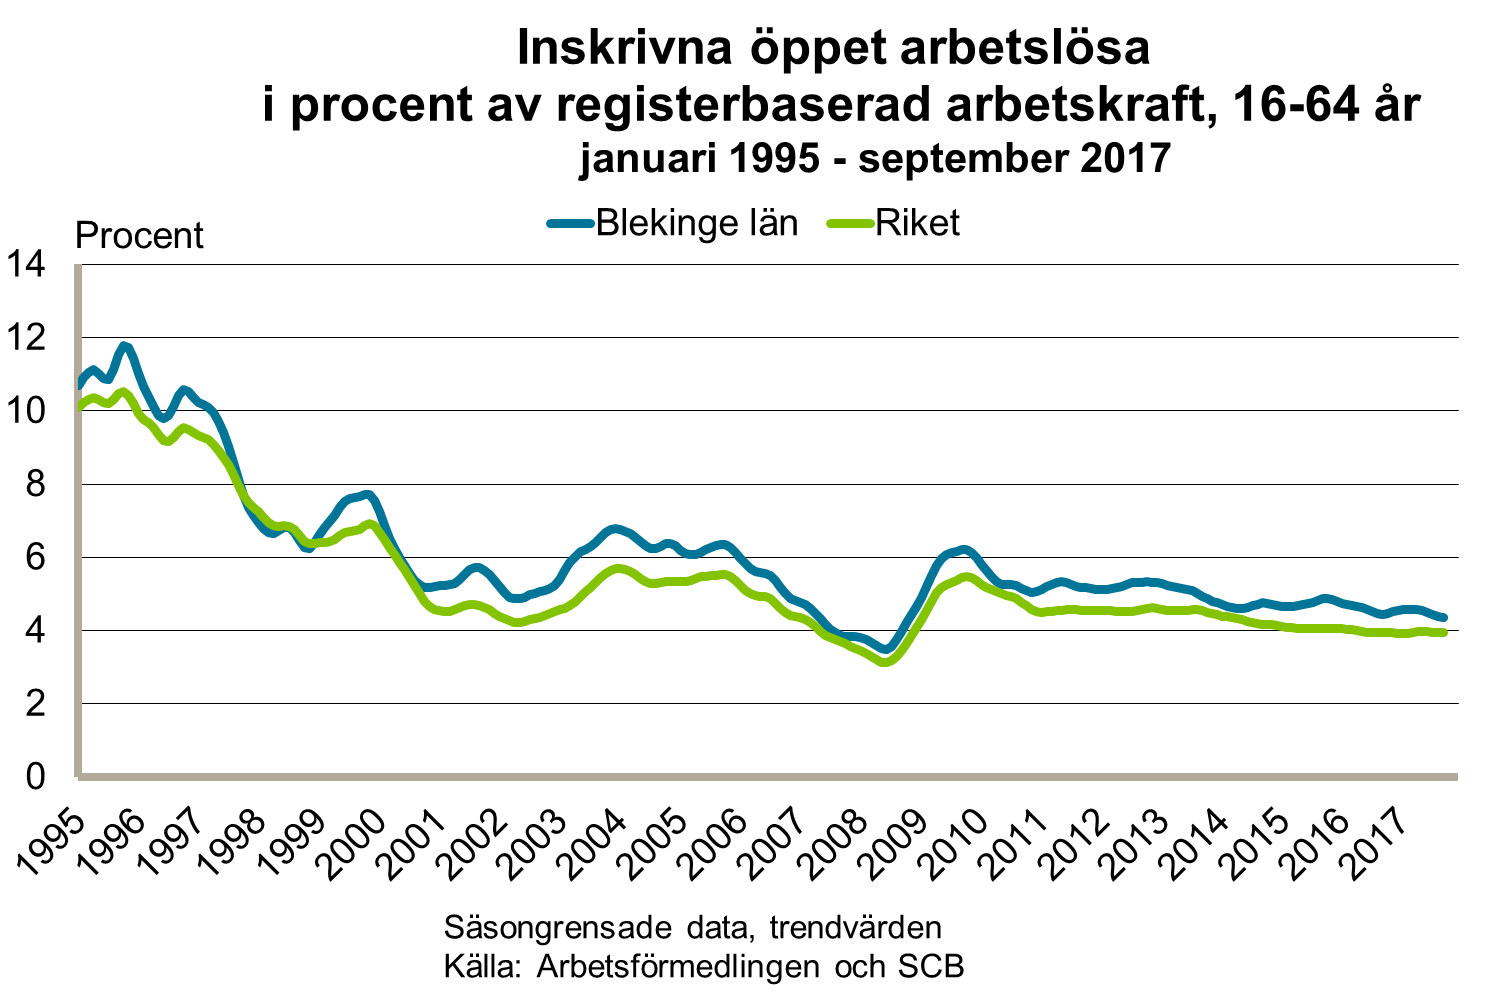 Inskrivna öppet arbetslösa
i procent av registerbaserad arbetskraft, 16-64 år
januari 1995 - september 2017
Blekinge län Riket
Procent
14
12
10
8
6
4
2
0
1995 1996 1997 1998 1999 2000 2001 2002 2003 2004 2005 2006 2007 2008 2009 2010 2011 2012 2013 2014 2015 2016 2017
Säsongrensade data, trendvärden
Källa: Arbetsförmedlingen och SCB